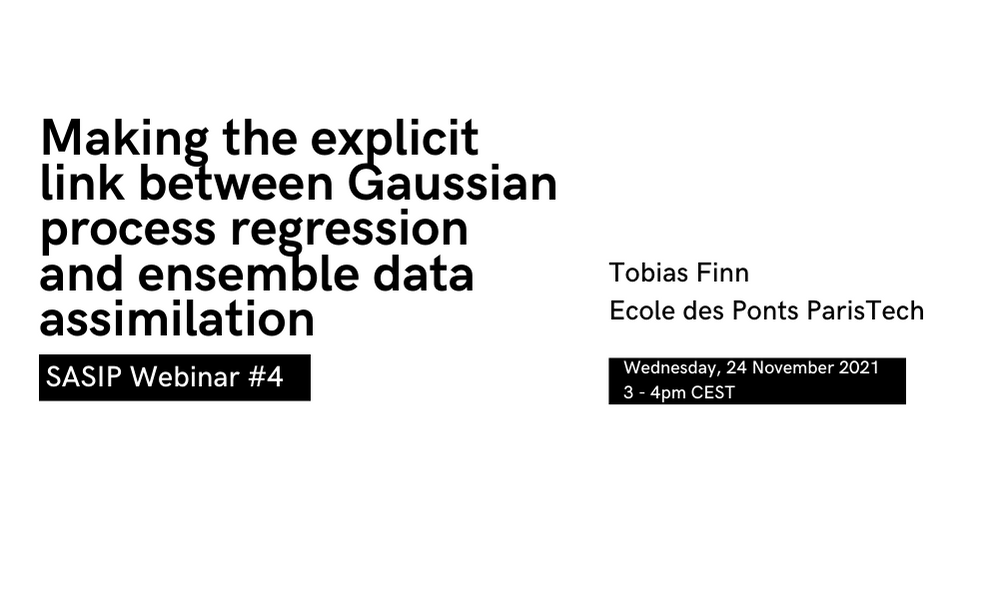 Making the explicit
link between Gaussian
process regression
and ensemble data
assimilation
SASIP Webinar #4
Tobias Finn
Ecole des Ponts ParisTech
Wednesday, 24 November 2021
3 - 4pm CEST